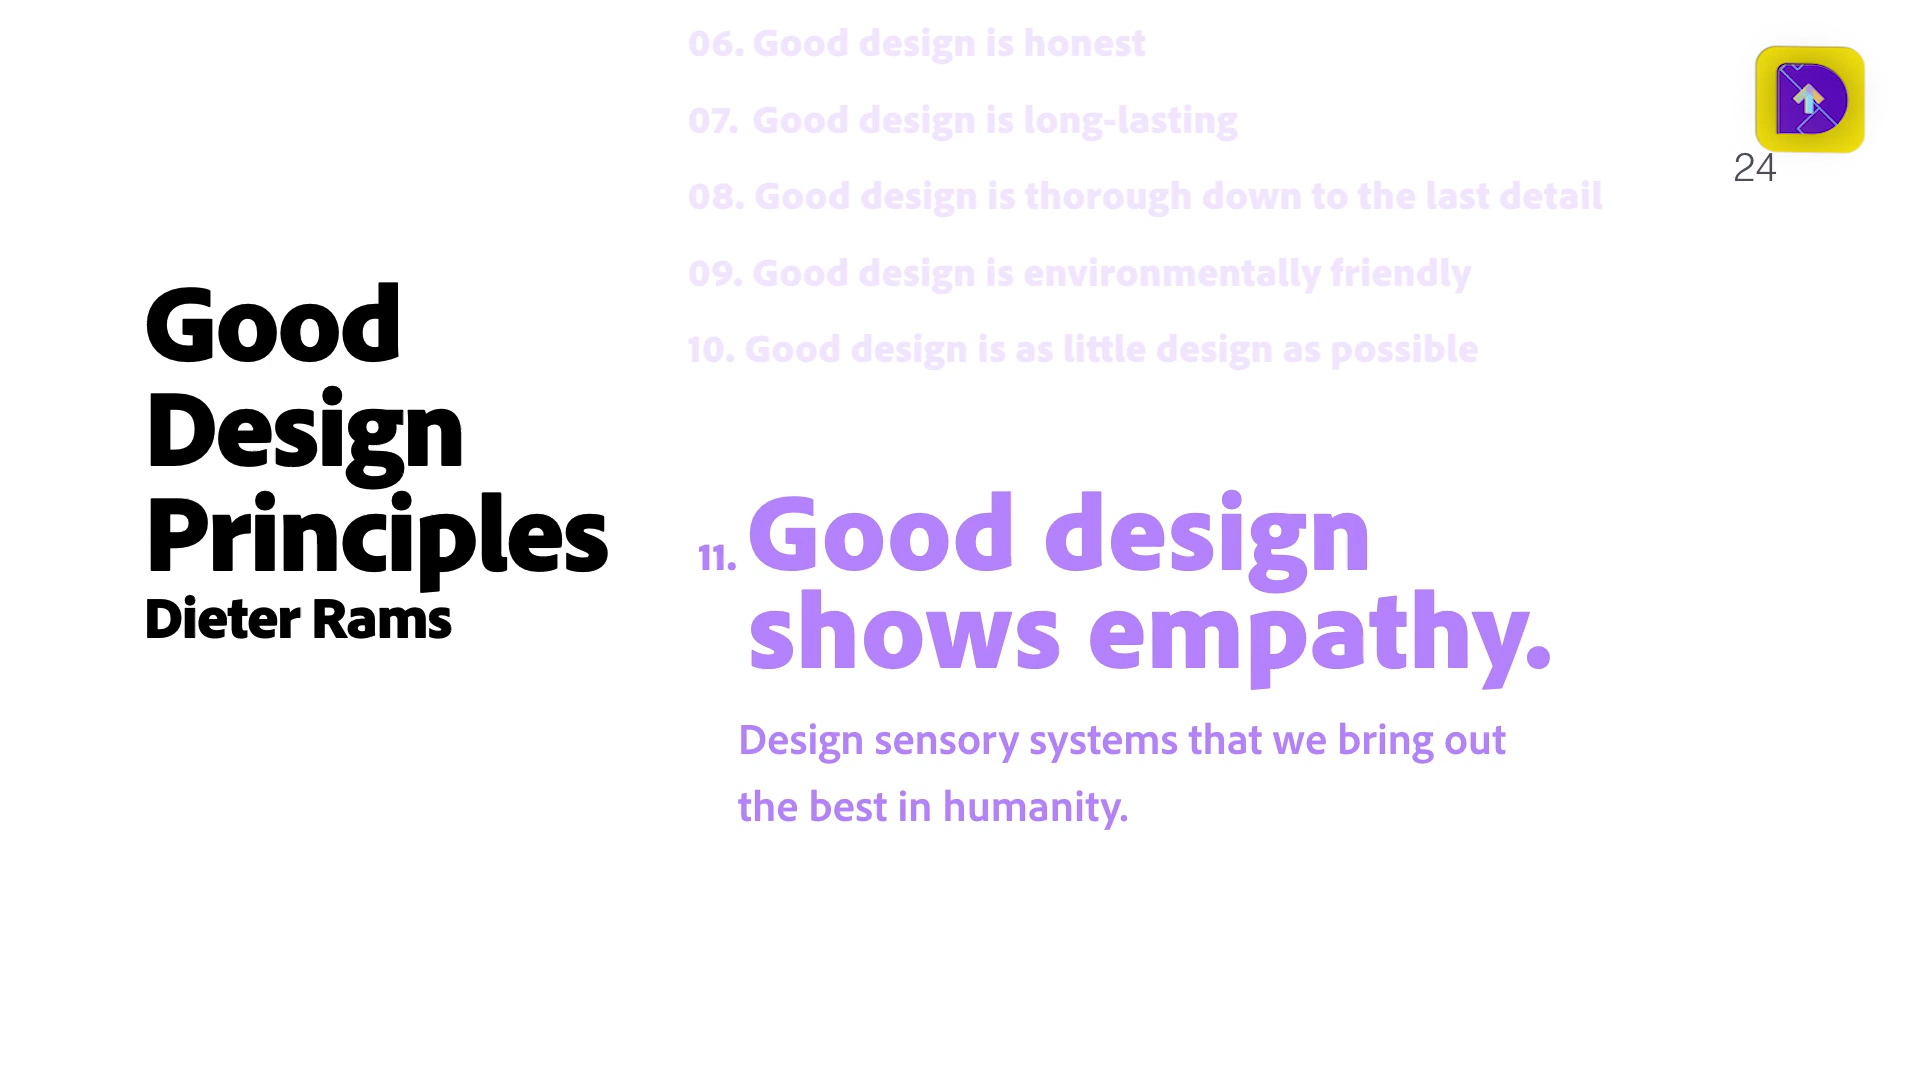 06. Good design is honest
07. Good design is long-lasting
08. Good design is thorough down to the last detail
24
09. Good design is environmentally friendly
10. Good design is as little design as possible
Good
Design
Principles
Dieter Rams
11. Good design
shows empathy.
Design sensory systems that we bring out
the best in humanity.